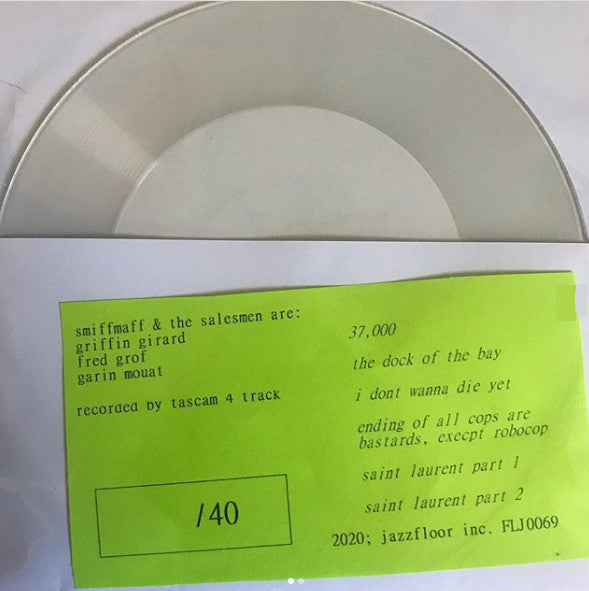 smiffmaff & the salesmen are:
griffin girard
fred grof
garin mouat
recorded by tascam 4 track
/40
37,000
the dock of the bay
i dont wanna die yet
ending of all cops are
bastards, execpt robocop
saint laurent part 1
saint laurent part 2
2020; jazzfloor inc. FLJ0069